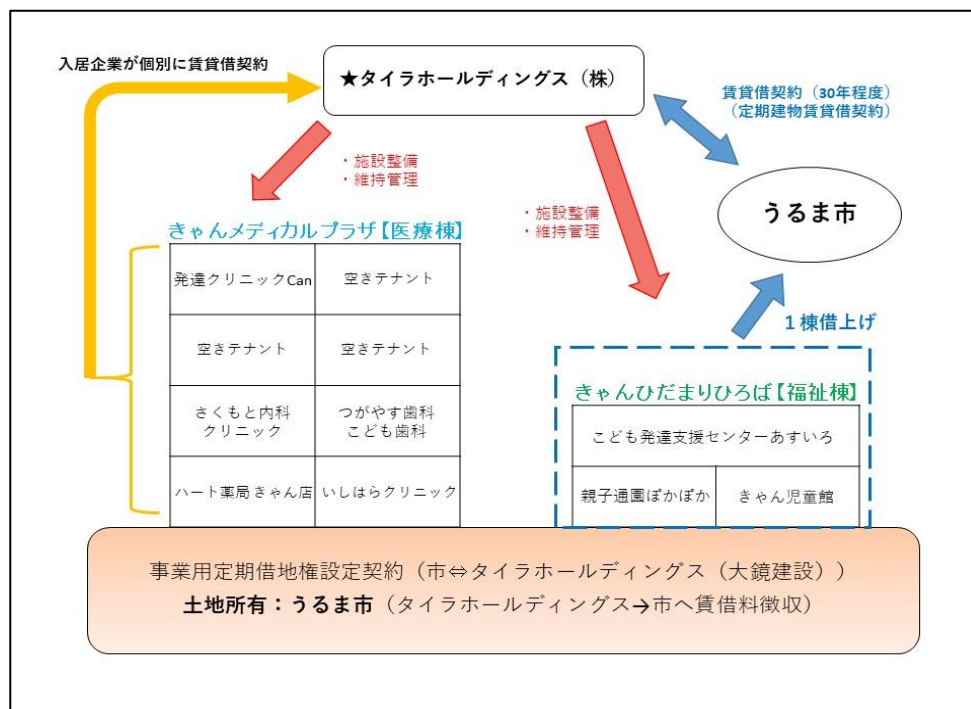 入居企業が個別に賃貸借契約
★タイラホールディングス（株）
賃貸借契約（30年程度）
（定期建物賃貸借契約）
・施設整備
・維持管理
・施設整備
・維持管理
うるま市
きゃんメディカルプラザ【医療棟】
発達クリニックCan
空きテナント
空きテナント
空きテナント
さくもと内科
クリニック
つがやす歯科
こども歯科
ハート薬局 きゃん店
いしはらクリニック
１棟借上げ
きゃんひだまりひろば【福祉棟】
こども発達支援センターあすいろ
親子通園ぽかぽか
きゃん児童館
事業用定期借地権設定契約（市⇔タイラホールディングス（大鏡建設））
土地所有：うるま市（タイラホールディングス→市へ賃借料徴収）